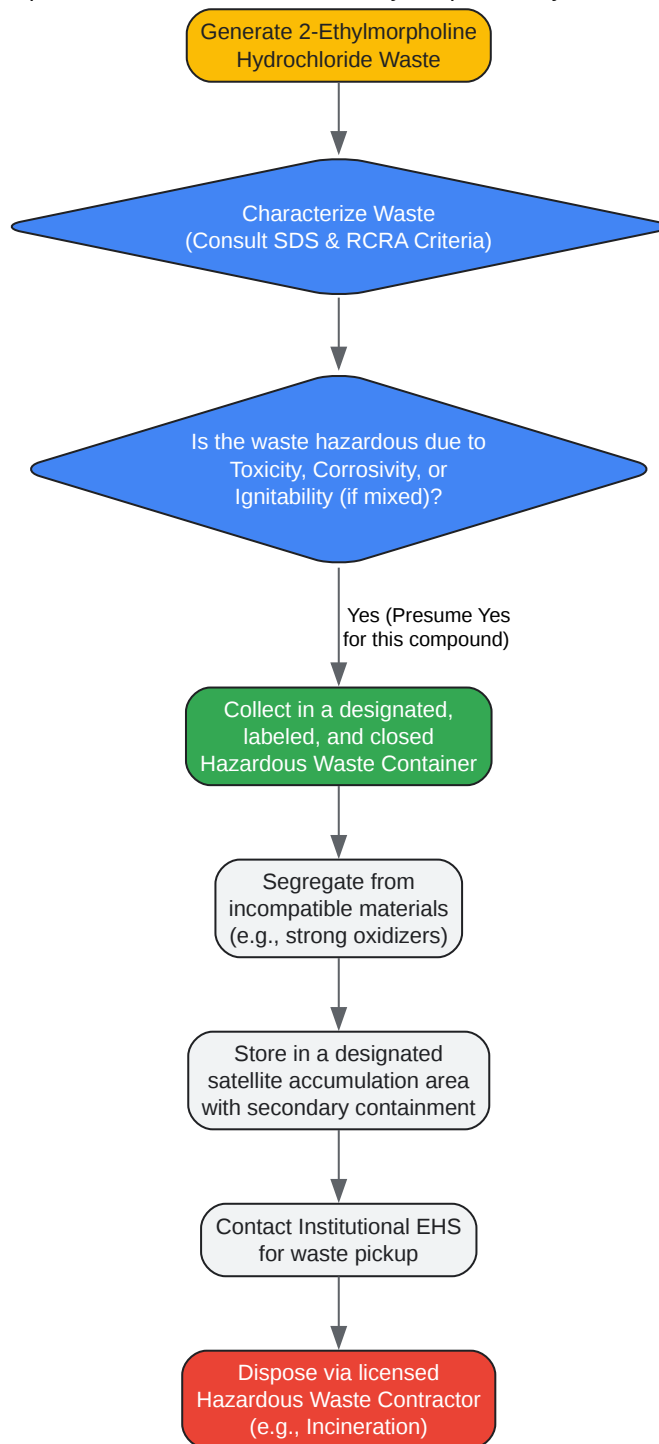 Generate 2-Ethylmorpholine
Hydrochloride Waste
Characterize Waste
(Consult SDS & RCRA Criteria)
Is the waste hazardous due to
Toxicity, Corrosivity, or
Ignitability (if mixed)?
Yes (Presume Yes
for this compound)
Collect in a designated,
labeled, and closed
Hazardous Waste Container
Segregate from
incompatible materials
(e.g., strong oxidizers)
Store in a designated
satellite accumulation area
with secondary containment
Contact Institutional EHS
for waste pickup
Dispose via licensed
Hazardous Waste Contractor
(e.g., Incineration)